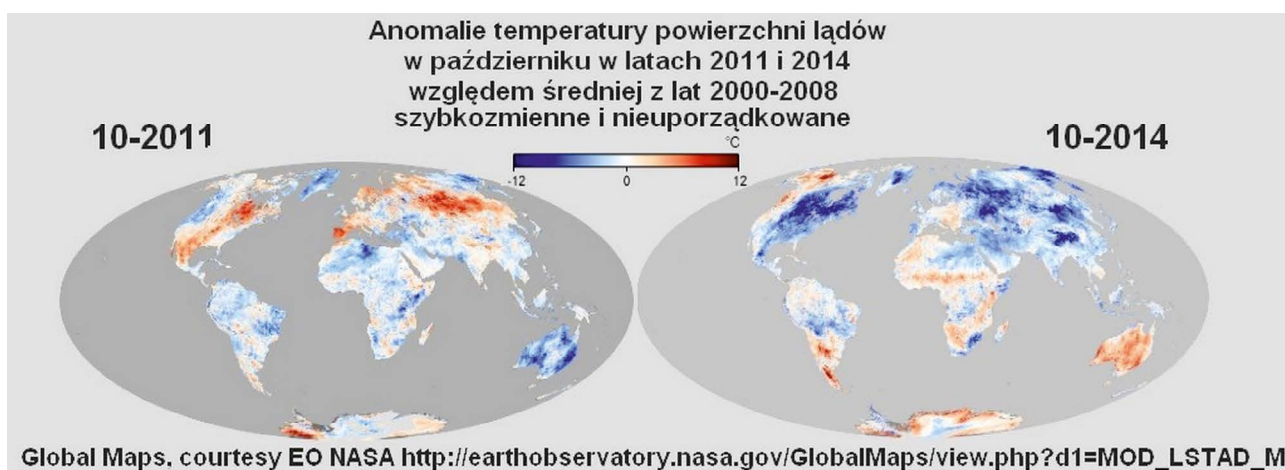 Anomalie temperatury powierzchni lądów
w październiku w latach 2011 i 2014
względem średniej z lat 2000-2008
szybkozmienne i nieuporządkowane
10-2011
10-2014
°C
-12 0 12
Global Maps, courtesy EO NASA http://earthobservatory.nasa.gov/GlobalMaps/view.php?d1=MOD_LSTAD_M